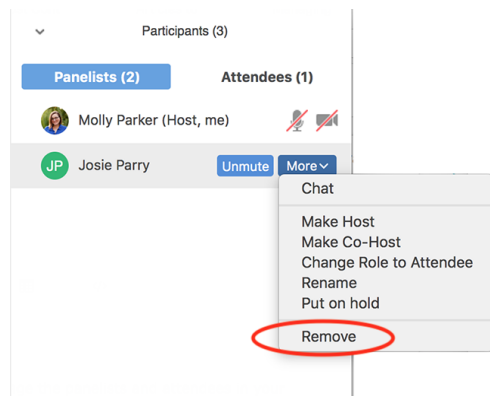 Participants (3)
Panelists (2) Attendees (1)
Molly Parker (Host, me)
JP Josie Parry Unmute More
Chat
Make Host
Make Co-Host
Change Role to Attendee
Rename
Put on hold
Remove